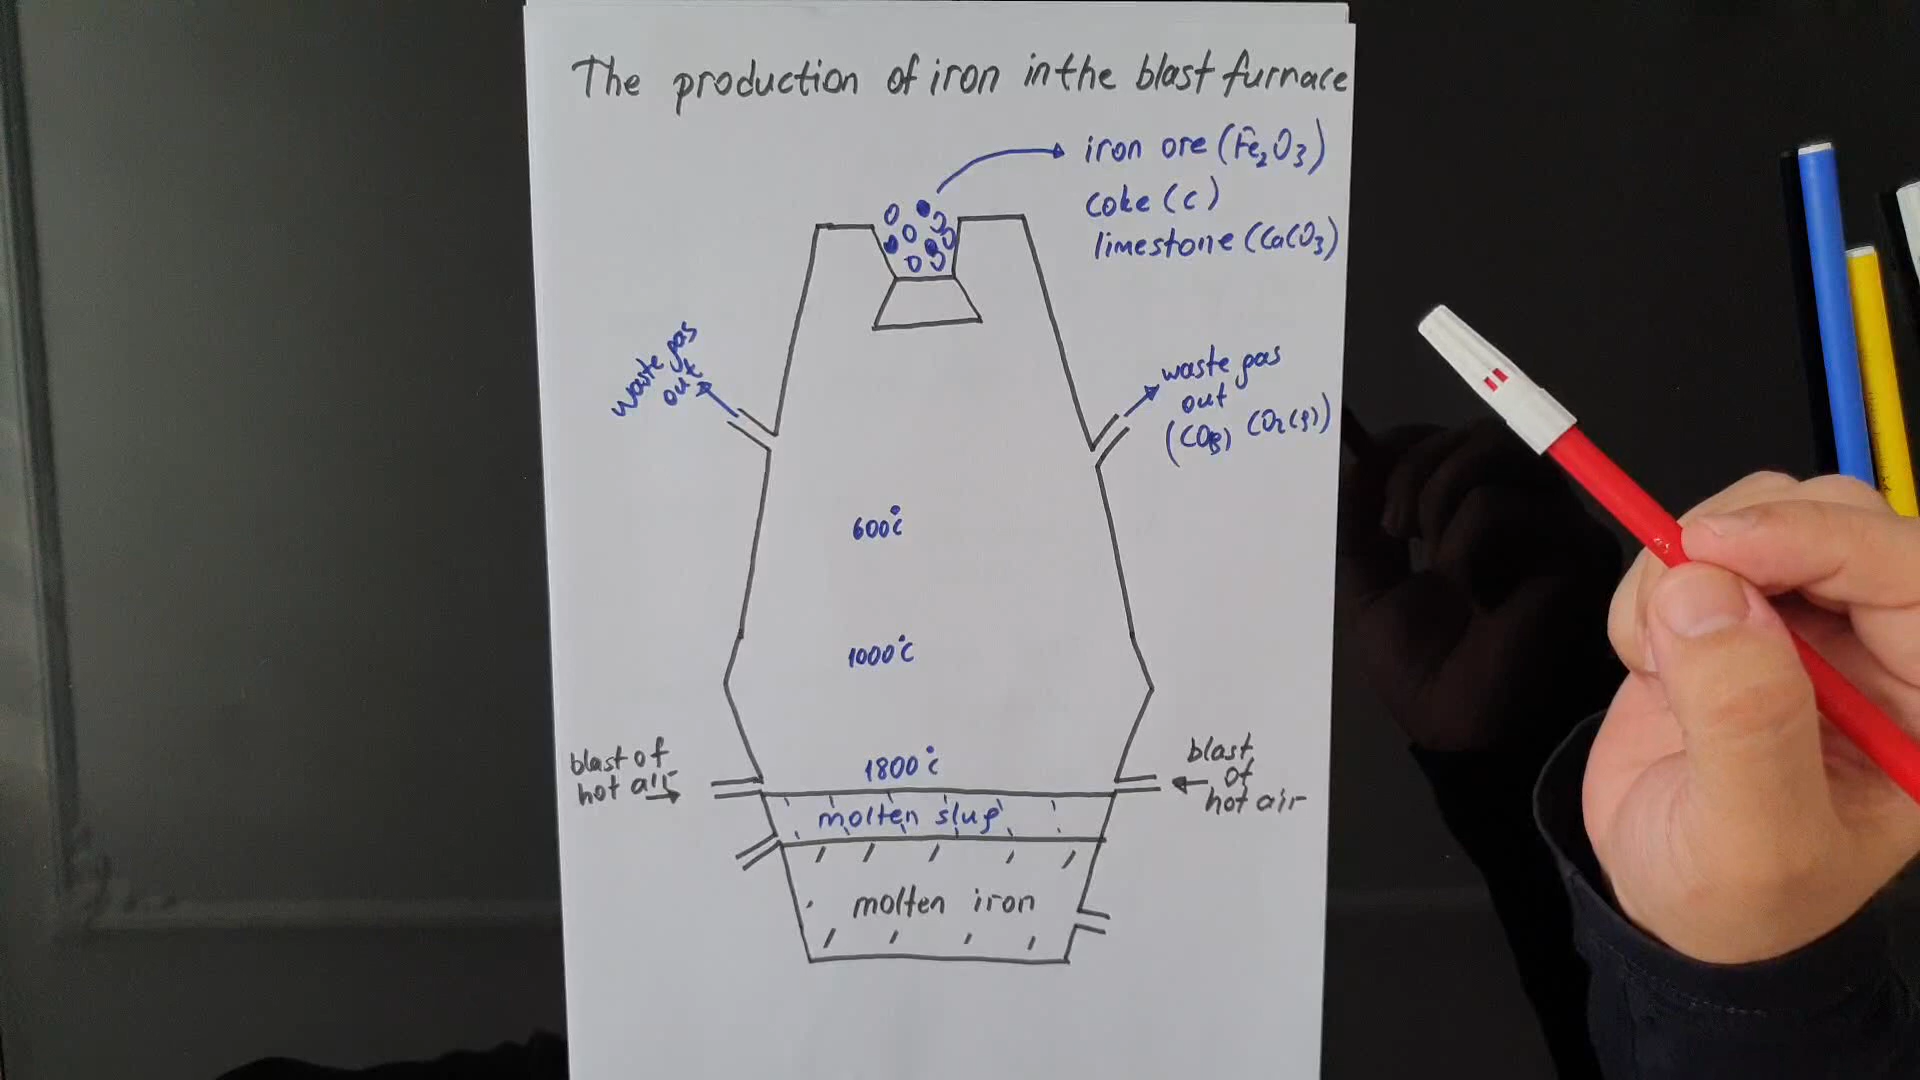 The production of iron in the blast furnace
iron ore (Fe₂O₃)
coke (c)
limestone (CaCO₃)
waste gas
out
waste gas
out
(CO(g) CO₂(g))
600°C
1000°C
1800°C
blast of
hot air
blast
of
hot air
molten slug
molten iron